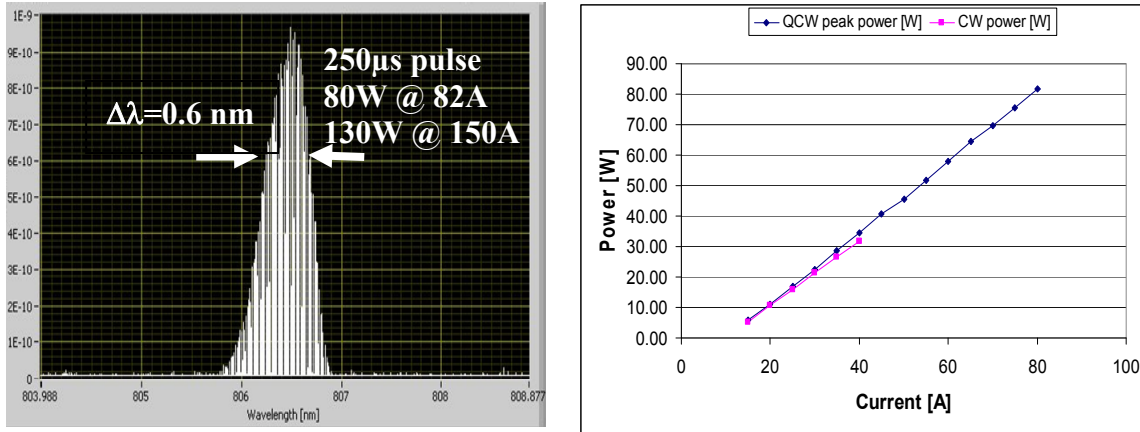 1E-9
9E-10
8E-10
7E-10
6E-10
5E-10
4E-10
3E-10
2E-10
1E-10
0
Δλ=0.6 nm
250µs pulse
80W @ 82A
130W @ 150A
803.988 805 806 807 808 808.877
Wavelength [nm]
QCW peak power [W] CW power [W]
Power [W]
90.00
80.00
70.00
60.00
50.00
40.00
30.00
20.00
10.00
0.00
0 20 40 60 80 100
Current [A]